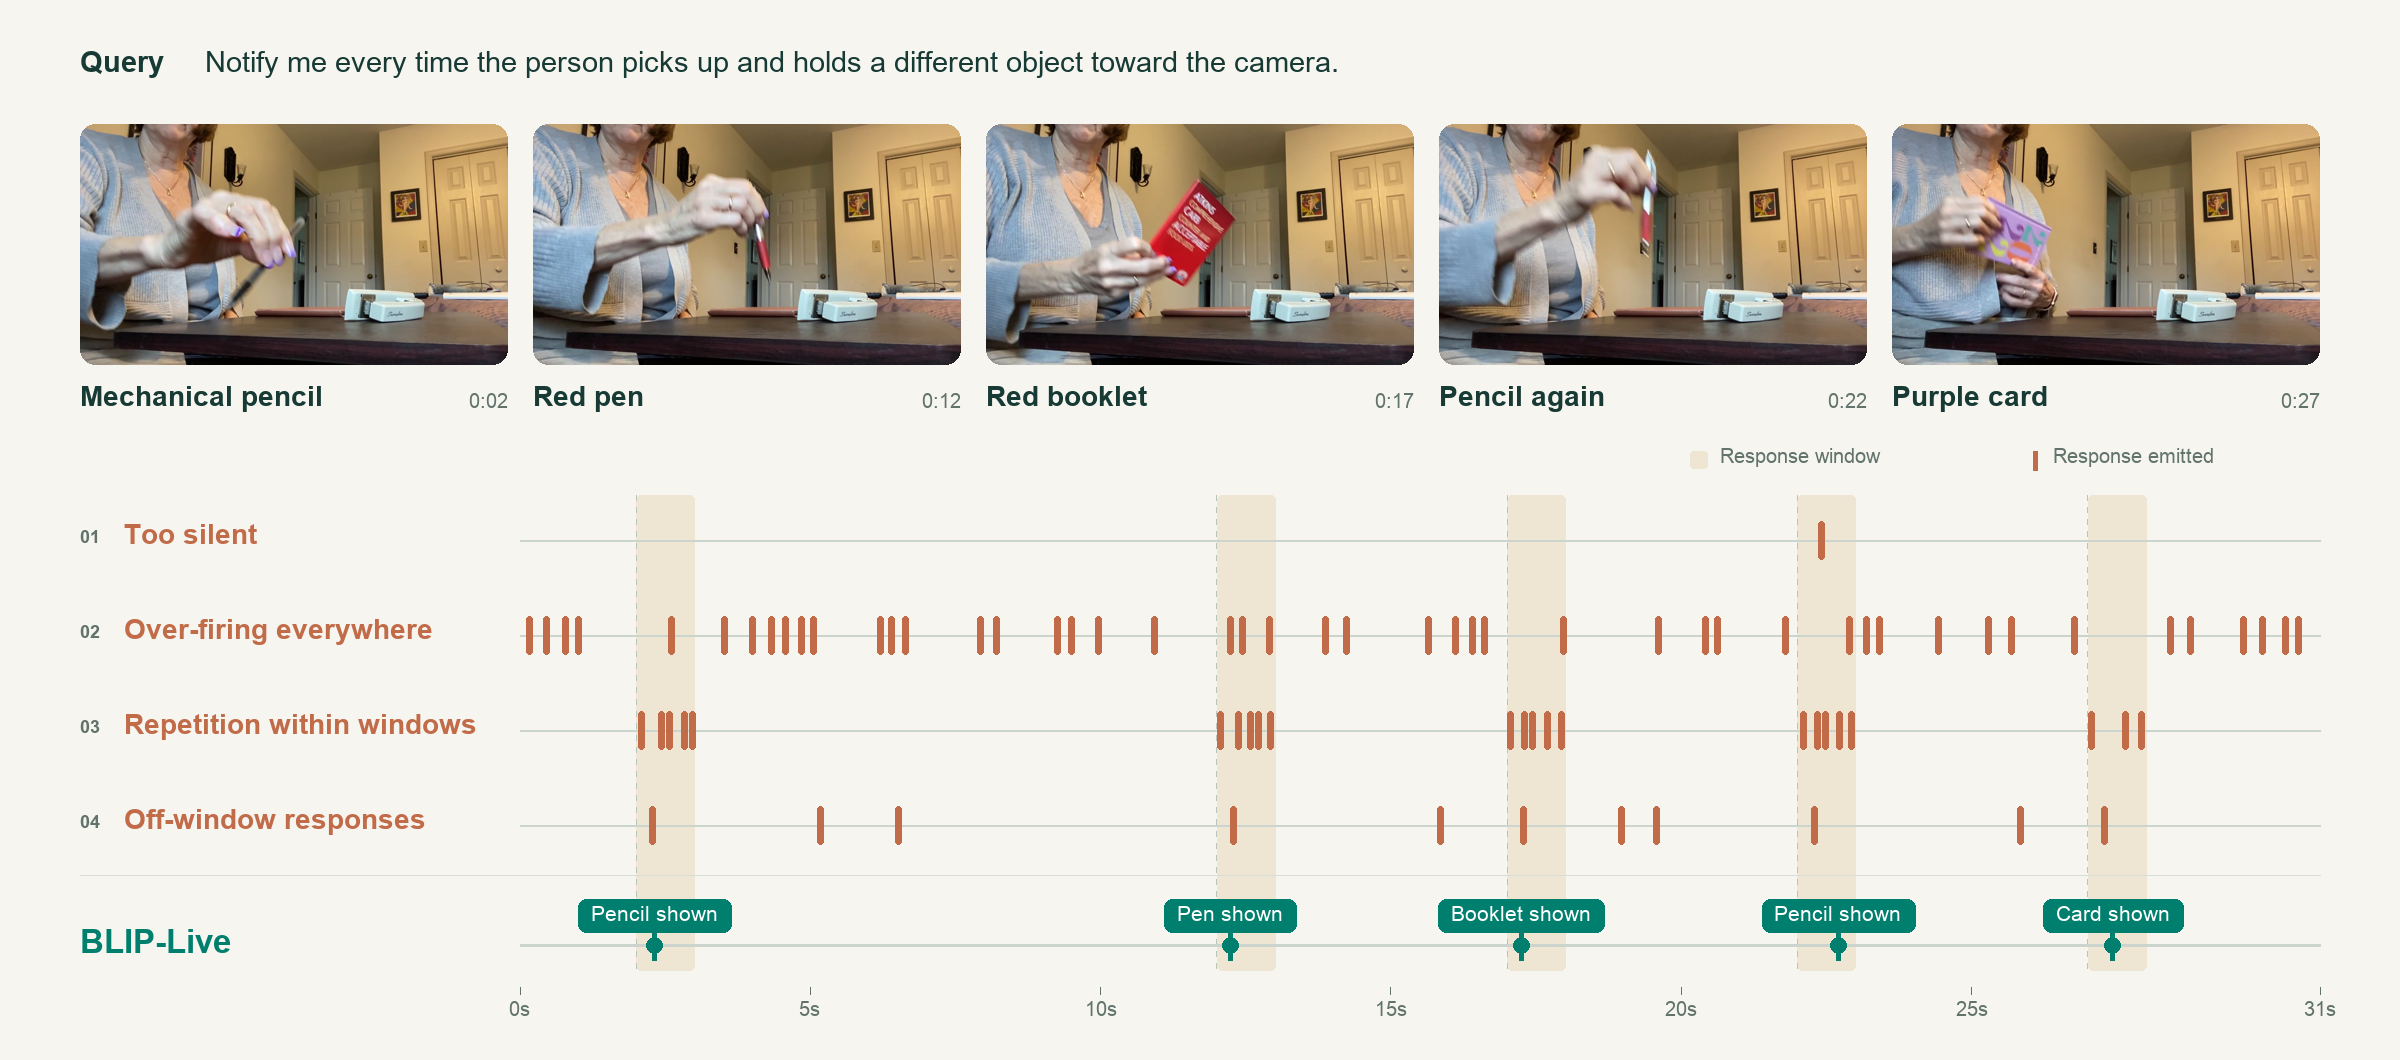 Query Notify me every time the person picks up and holds a different object toward the camera.
ATKINS
CARB
ACCEPTABLE
Mechanical pencil 0:02
Red pen 0:12
Red booklet 0:17
Pencil again 0:22
Purple card 0:27
Response window
Response emitted
01 Too silent
02 Over-firing everywhere
03 Repetition within windows
04 Off-window responses
Pencil shown
Pen shown
Booklet shown
Pencil shown
Card shown
BLIP-Live
0s 5s 10s 15s 20s 25s 31s